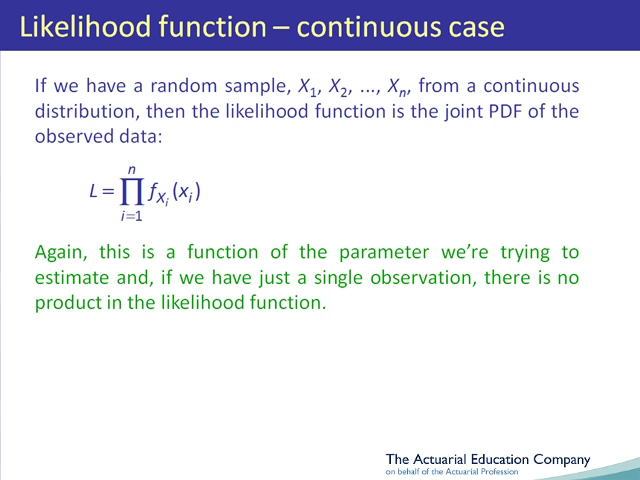 Likelihood function – continuous case
If we have a random sample, X₁, X₂, ..., Xₙ, from a continuous
distribution, then the likelihood function is the joint PDF of the
observed data:
L = ∏ᵢ₌₁ⁿ f_{Xᵢ}(xᵢ)
Again, this is a function of the parameter we’re trying to
estimate and, if we have just a single observation, there is no
product in the likelihood function.
The Actuarial Education Company
on behalf of the Actuarial Profession